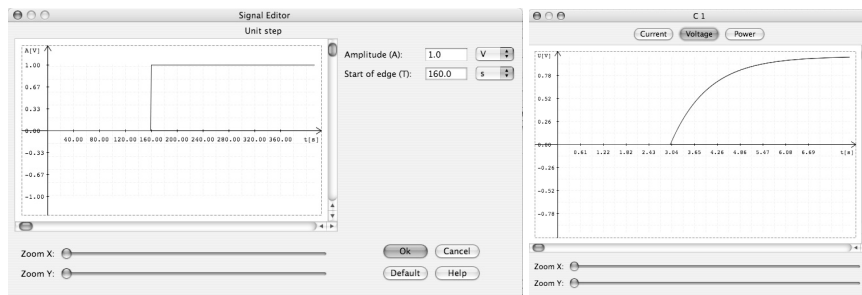 Signal Editor
Unit step
A[V]
1.00
0.67
0.33
0.00
40.00 80.00 120.00 160.00 200.00 240.00 280.00 320.00 360.00 t[s]
-0.33
-0.67
-1.00
Amplitude (A): 1.0 V
Start of edge (T): 160.0 s
Zoom X:
Zoom Y:
Ok Cancel
Default Help
C 1
Current Voltage Power
U[V]
0.78
0.52
0.26
0.00
0.61 1.22 1.82 2.43 3.04 3.65 4.26 4.86 5.47 6.08 6.69 t[s]
-0.26
-0.52
-0.78
Zoom X:
Zoom Y: